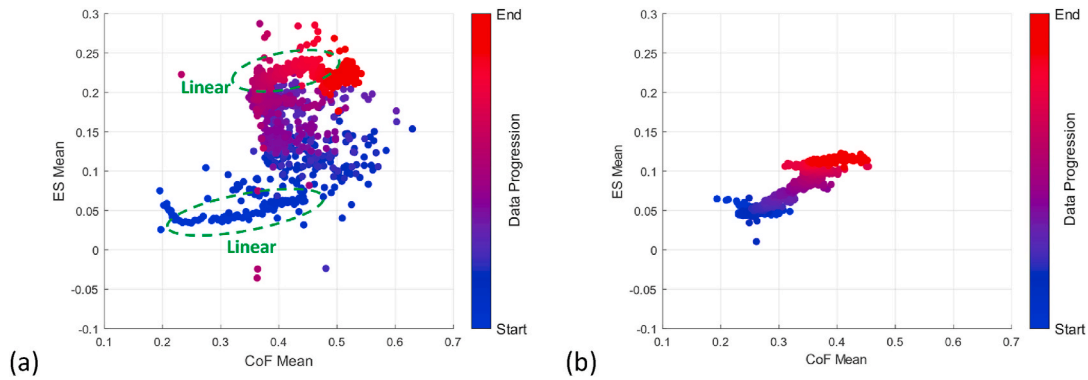 0.3
0.25
0.2
0.15
0.1
0.05
0
-0.05
-0.1
ES Mean
0.1 0.2 0.3 0.4 0.5 0.6 0.7
CoF Mean
Linear
Linear
End
Data Progression
Start
(a)
0.3
0.25
0.2
0.15
0.1
0.05
0
-0.05
-0.1
ES Mean
0.1 0.2 0.3 0.4 0.5 0.6 0.7
CoF Mean
End
Data Progression
Start
(b)